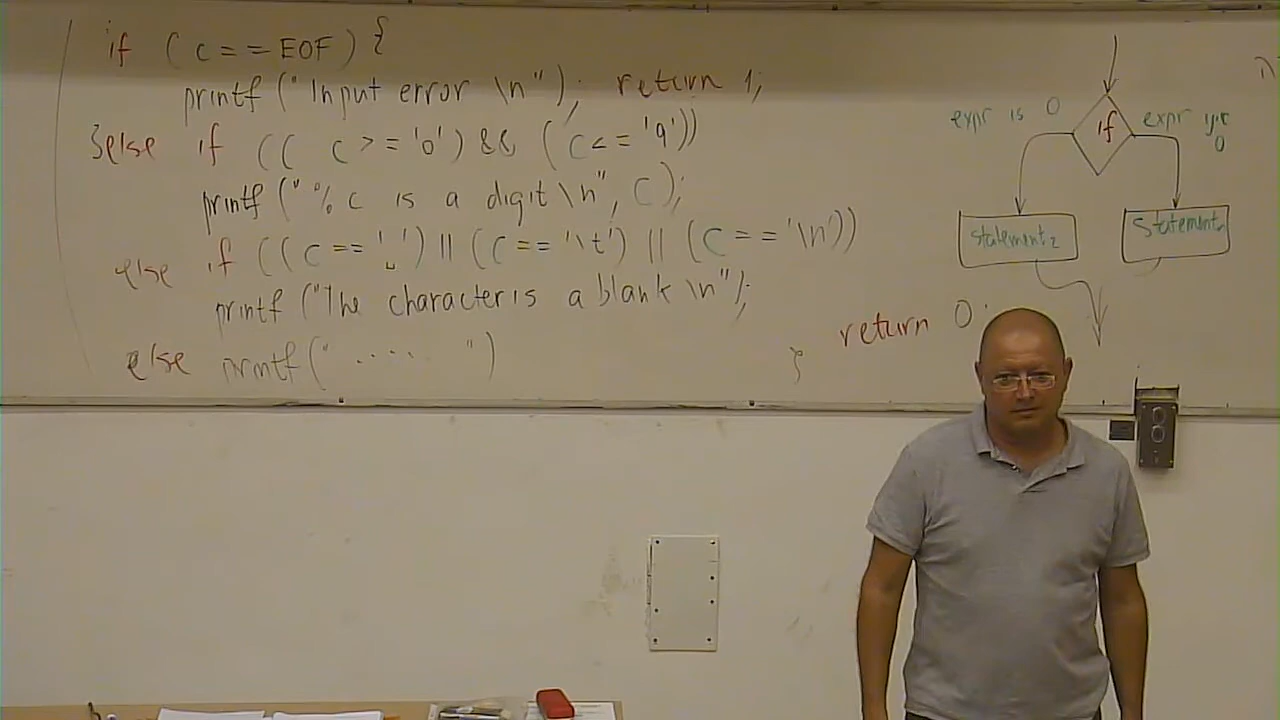 if ( c == EOF ) {
printf ("Input error \n"); return 1;
}else if (( c >= '0') && (c <= '9'))
printf ("%c is a digit \n", c);
else if ((c == '␣') || (c == '\t') || (c == '\n'))
printf ("The character is a blank \n");
else printf (" .... ")
return 0;
}
expr is 0
if
expr is 0
statement2
Statement1